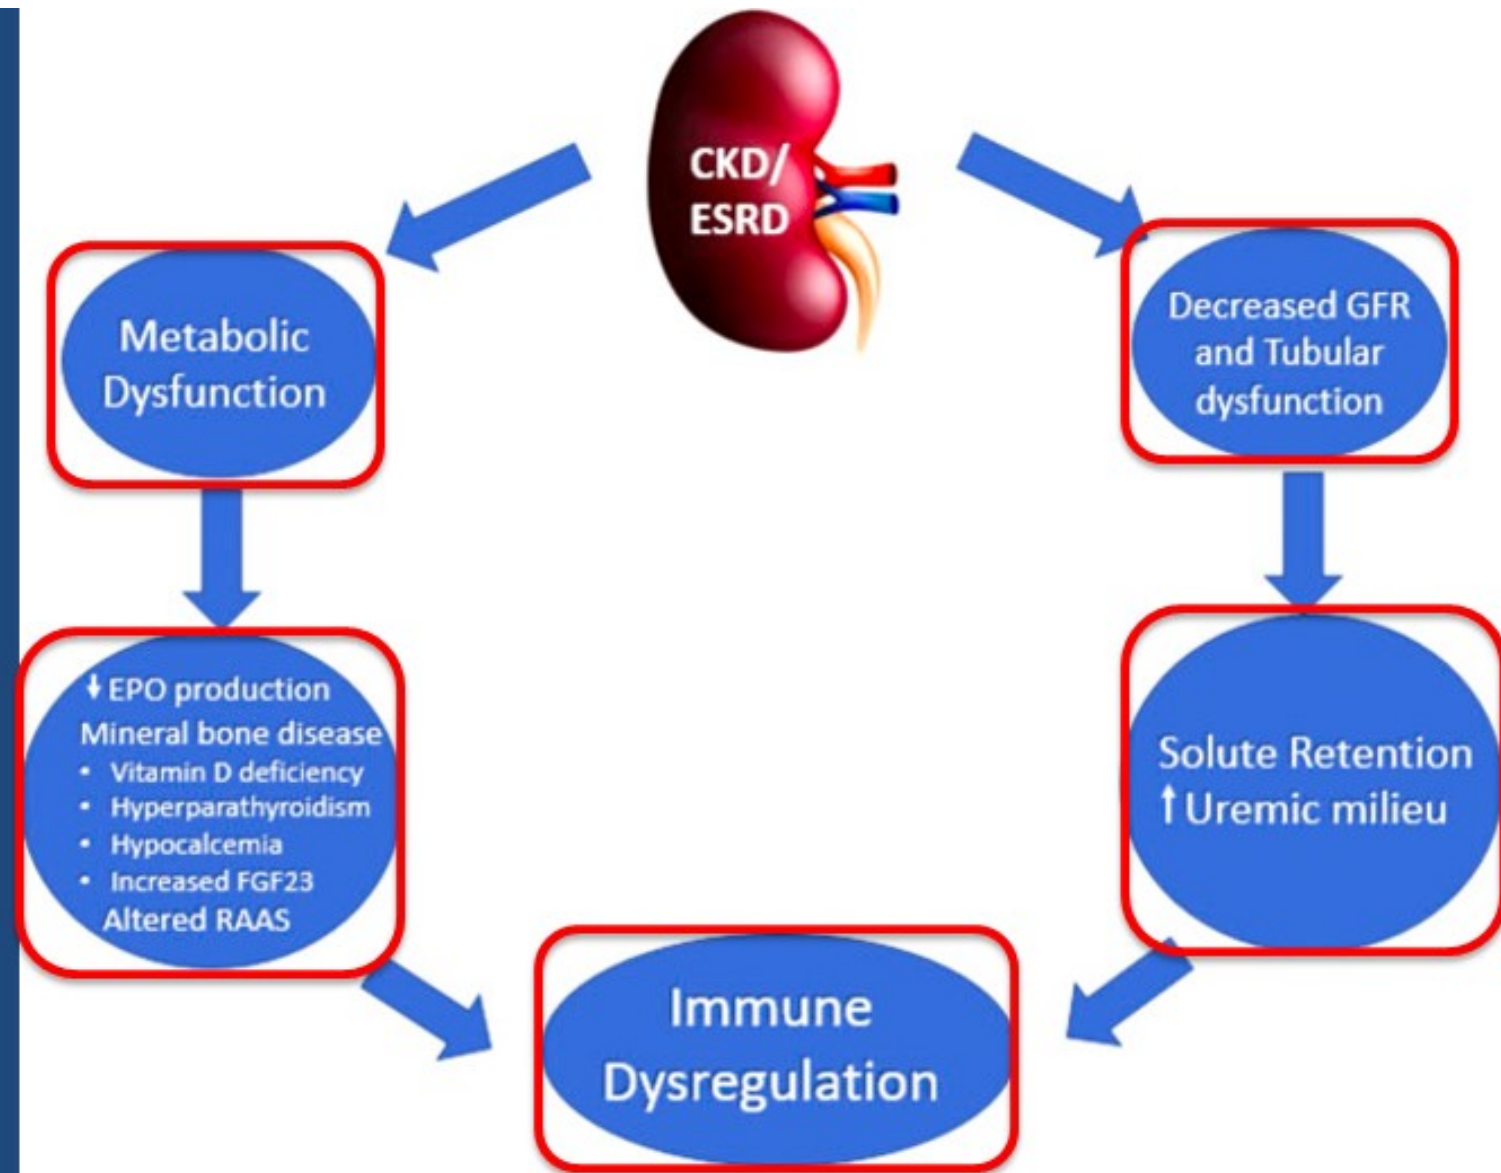 CKD/
ESRD
Metabolic
Dysfunction
Decreased GFR
and Tubular
dysfunction
↓ EPO production
Mineral bone disease
• Vitamin D deficiency
• Hyperparathyroidism
• Hypocalcemia
• Increased FGF23
Altered RAAS
Solute Retention
↑ Uremic milieu
Immune
Dysregulation